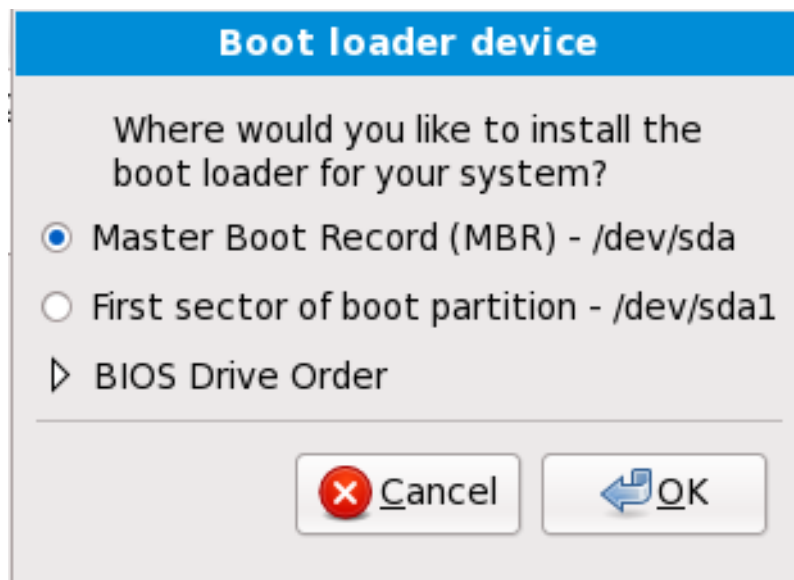 Boot loader device
Where would you like to install the
boot loader for your system?
Master Boot Record (MBR) - /dev/sda
First sector of boot partition - /dev/sda1
BIOS Drive Order
Cancel
OK